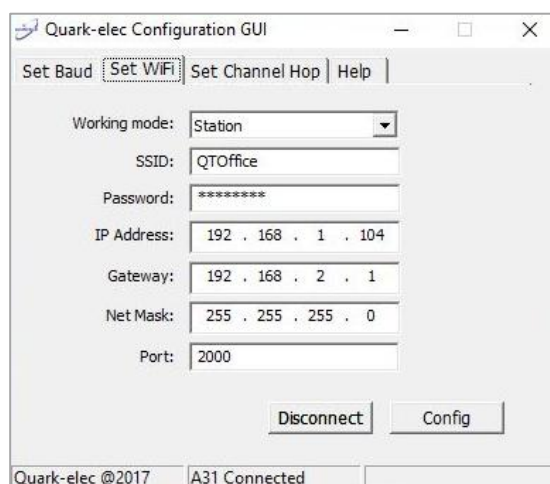 Quark-elec Configuration GUI
Set Baud Set WiFi Set Channel Hop Help
Working mode: Station
SSID: QTOffice
Password: ********
IP Address: 192 . 168 . 1 . 104
Gateway: 192 . 168 . 2 . 1
Net Mask: 255 . 255 . 255 . 0
Port: 2000
Disconnect Config
Quark-elec @2017 A31 Connected